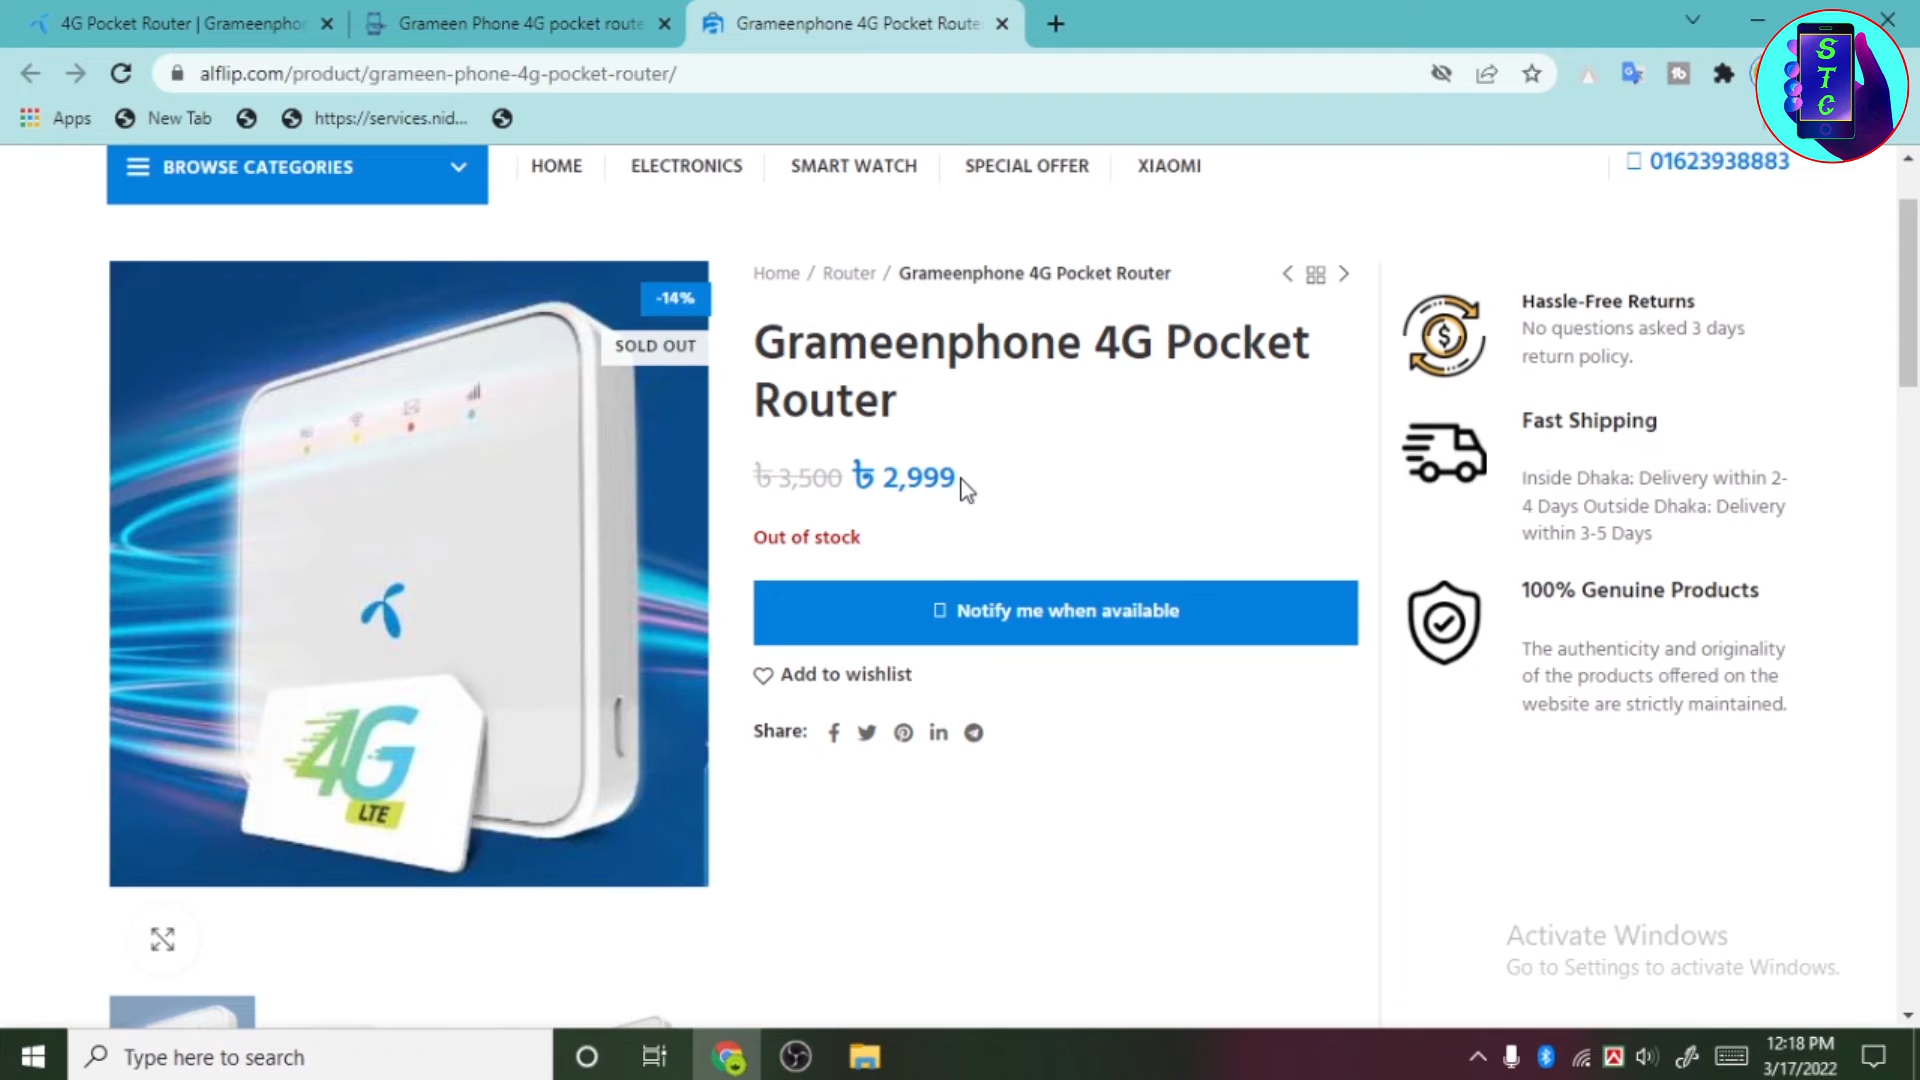 4G Pocket Router | Grameenphon
Grameen Phone 4G pocket route
Grameenphone 4G Pocket Route
alflip.com/product/grameen-phone-4g-pocket-router/
Apps
New Tab
https://services.nid...
STC
BROWSE CATEGORIES
HOME
ELECTRONICS
SMART WATCH
SPECIAL OFFER
XIAOMI
01623938883
-14%
SOLD OUT
4G
LTE
Home / Router / Grameenphone 4G Pocket Router
Grameenphone 4G Pocket
Router
৳ 3,500 ৳ 2,999
Out of stock
Notify me when available
Add to wishlist
Share:
Hassle-Free Returns
No questions asked 3 days
return policy.
Fast Shipping
Inside Dhaka: Delivery within 2-
4 Days Outside Dhaka: Delivery
within 3-5 Days
100% Genuine Products
The authenticity and originality
of the products offered on the
website are strictly maintained.
Activate Windows
Go to Settings to activate Windows.
Type here to search
12:18 PM
3/17/2022